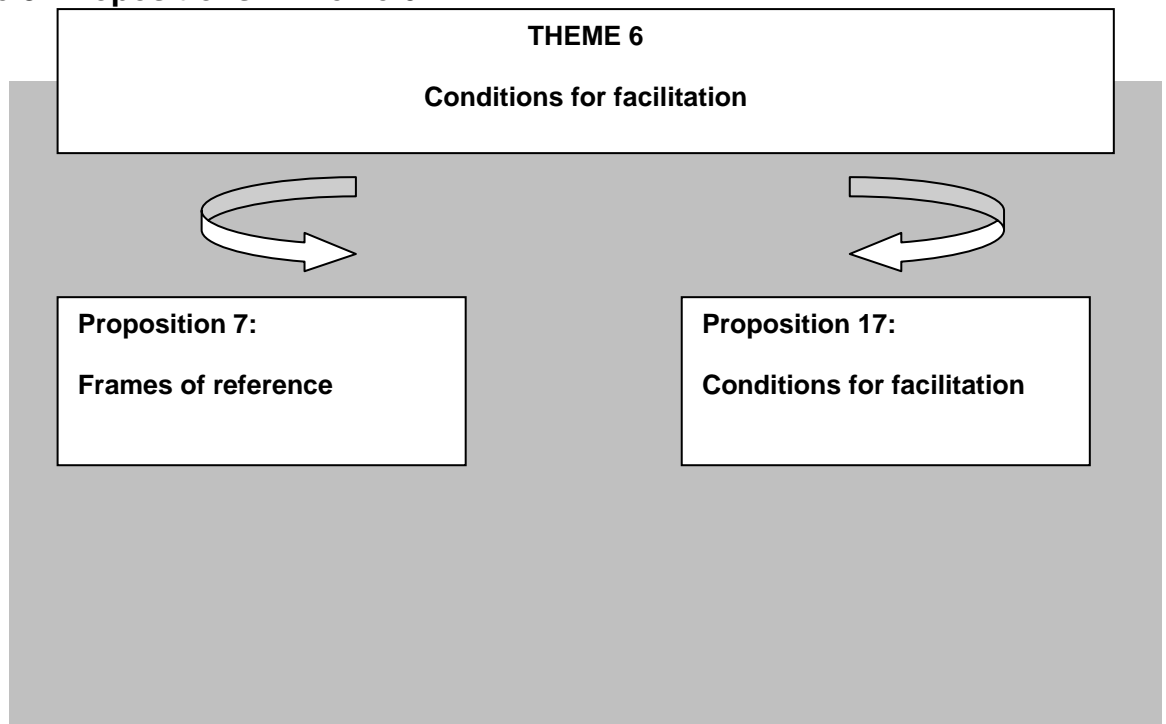 THEME 6
Conditions for facilitation
Proposition 7:
Frames of reference
Proposition 17:
Conditions for facilitation